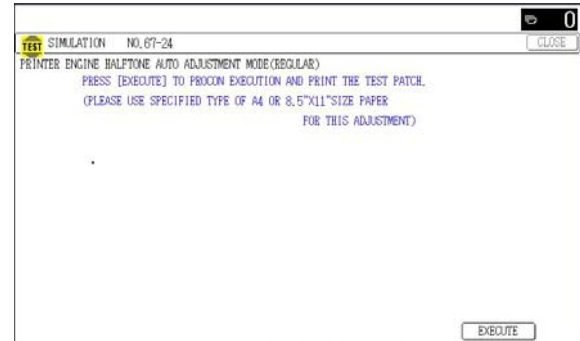 0
TEST SIMULATION NO.67-24 CLOSE
PRINTER ENGINE HALFTONE AUTO ADJUSTMENT MODE(REGULAR)
PRESS [EXECUTE] TO PROCON EXECUTION AND PRINT THE TEST PATCH.
(PLEASE USE SPECIFIED TYPE OF A4 OR 8.5"X11"SIZE PAPER
FOR THIS ADJUSTMENT)
EXECUTE